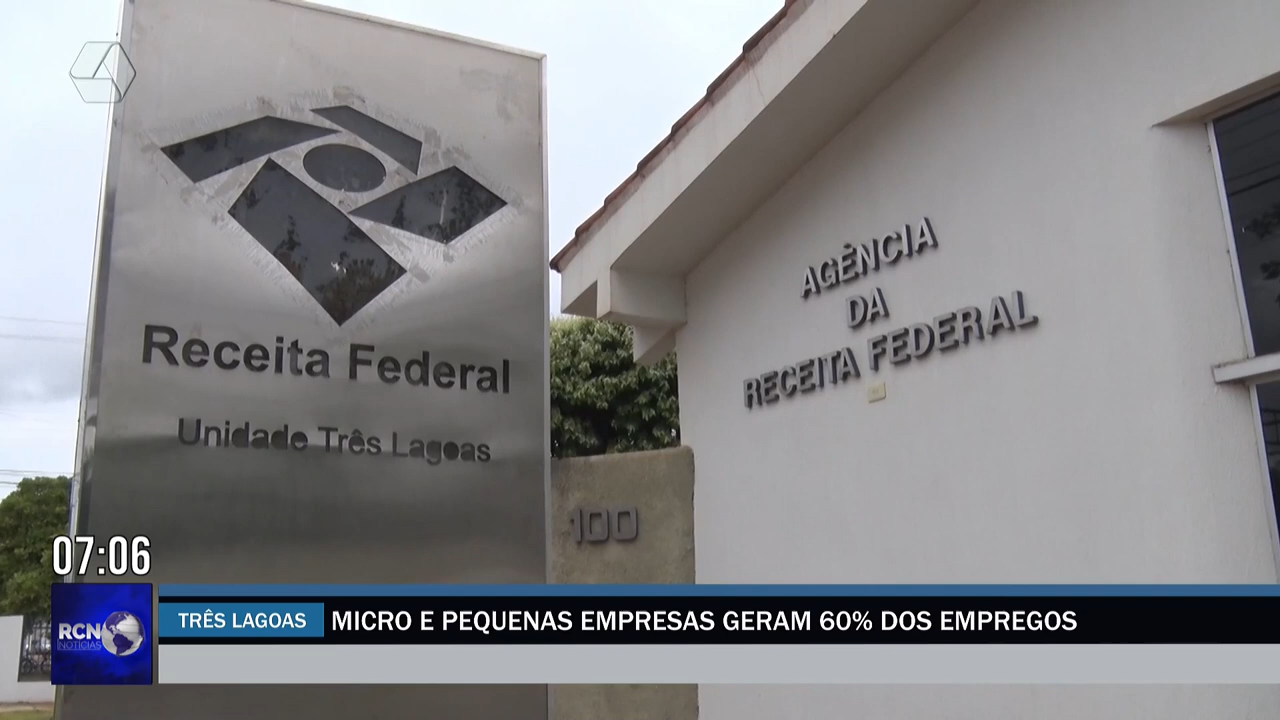 Receita Federal
Unidade Três Lagoas
AGÊNCIA
DA
RECEITA FEDERAL
100
07:06
RCN
NOTÍCIAS
TRÊS LAGOAS
MICRO E PEQUENAS EMPRESAS GERAM 60% DOS EMPREGOS